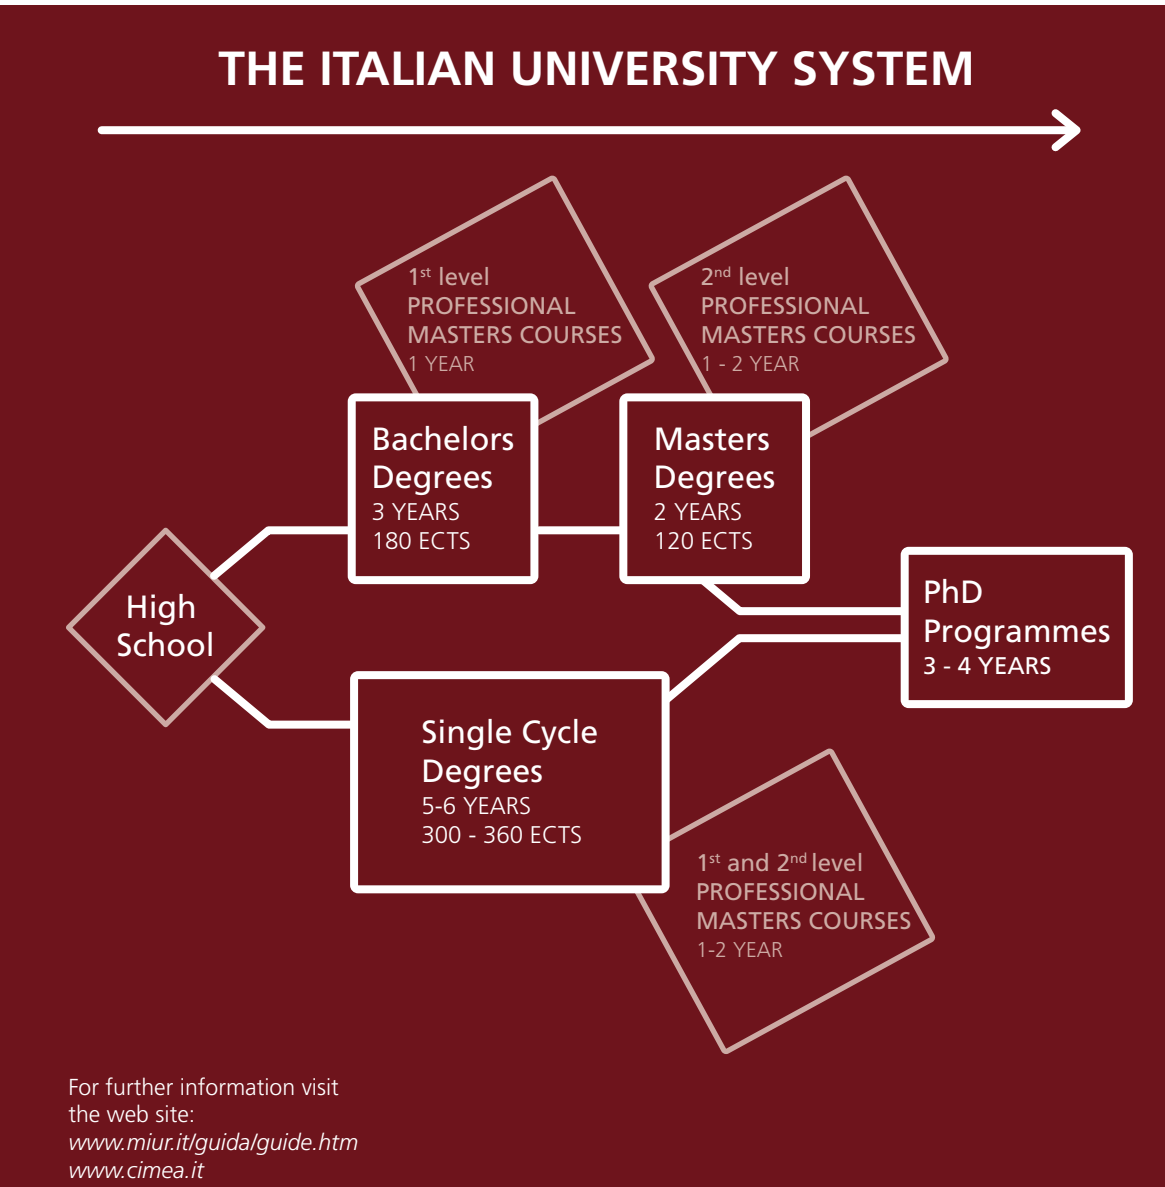 THE ITALIAN UNIVERSITY SYSTEM
1st level
PROFESSIONAL
MASTERS COURSES
1 YEAR
2nd level
PROFESSIONAL
MASTERS COURSES
1 - 2 YEAR
Bachelors
Degrees
3 YEARS
180 ECTS
Masters
Degrees
2 YEARS
120 ECTS
High
School
PhD
Programmes
3 - 4 YEARS
Single Cycle
Degrees
5-6 YEARS
300 - 360 ECTS
1st and 2nd level
PROFESSIONAL
MASTERS COURSES
1-2 YEAR
For further information visit
the web site:
www.miur.it/guida/guide.htm
www.cimea.it